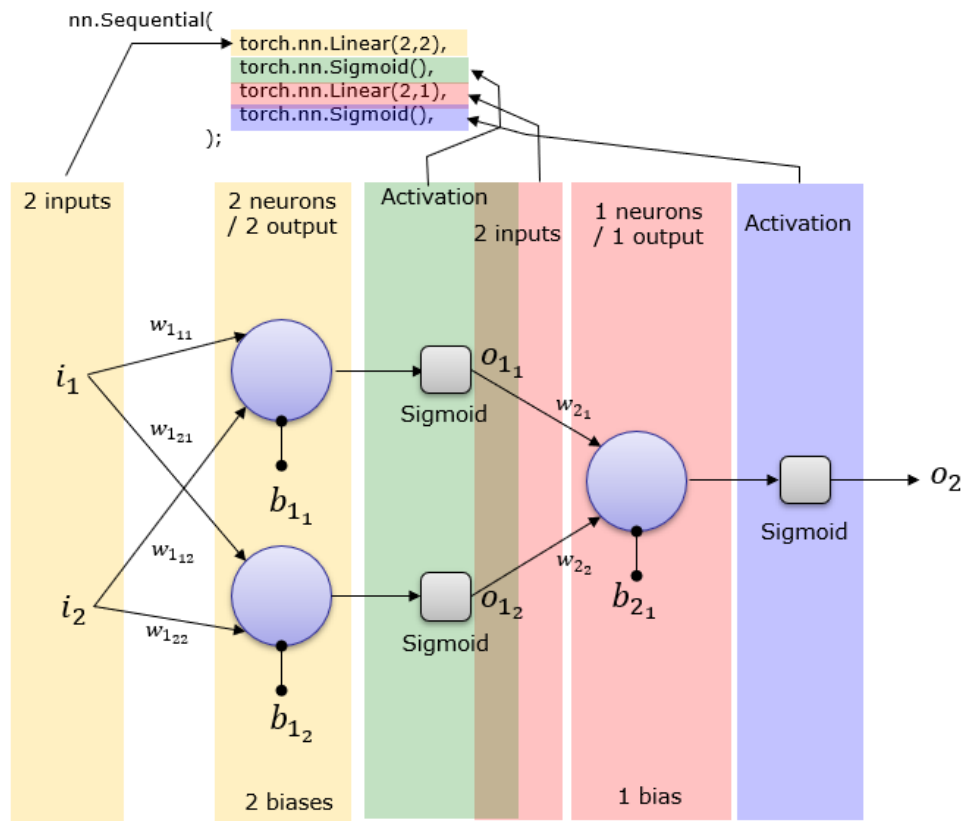 nn.Sequential(
torch.nn.Linear(2,2),
torch.nn.Sigmoid(),
torch.nn.Linear(2,1),
torch.nn.Sigmoid(),
);
2 inputs
2 neurons
/ 2 output
Activation
2 inputs
1 neurons
/ 1 output
Activation
w₁₁₁
i₁
w₁₂₁
b₁₁
o₁₁
Sigmoid
w₂₁
o₂
Sigmoid
w₁₁₂
i₂
w₁₂₂
b₁₂
o₁₂
Sigmoid
w₂₂
b₂₁
2 biases
1 bias